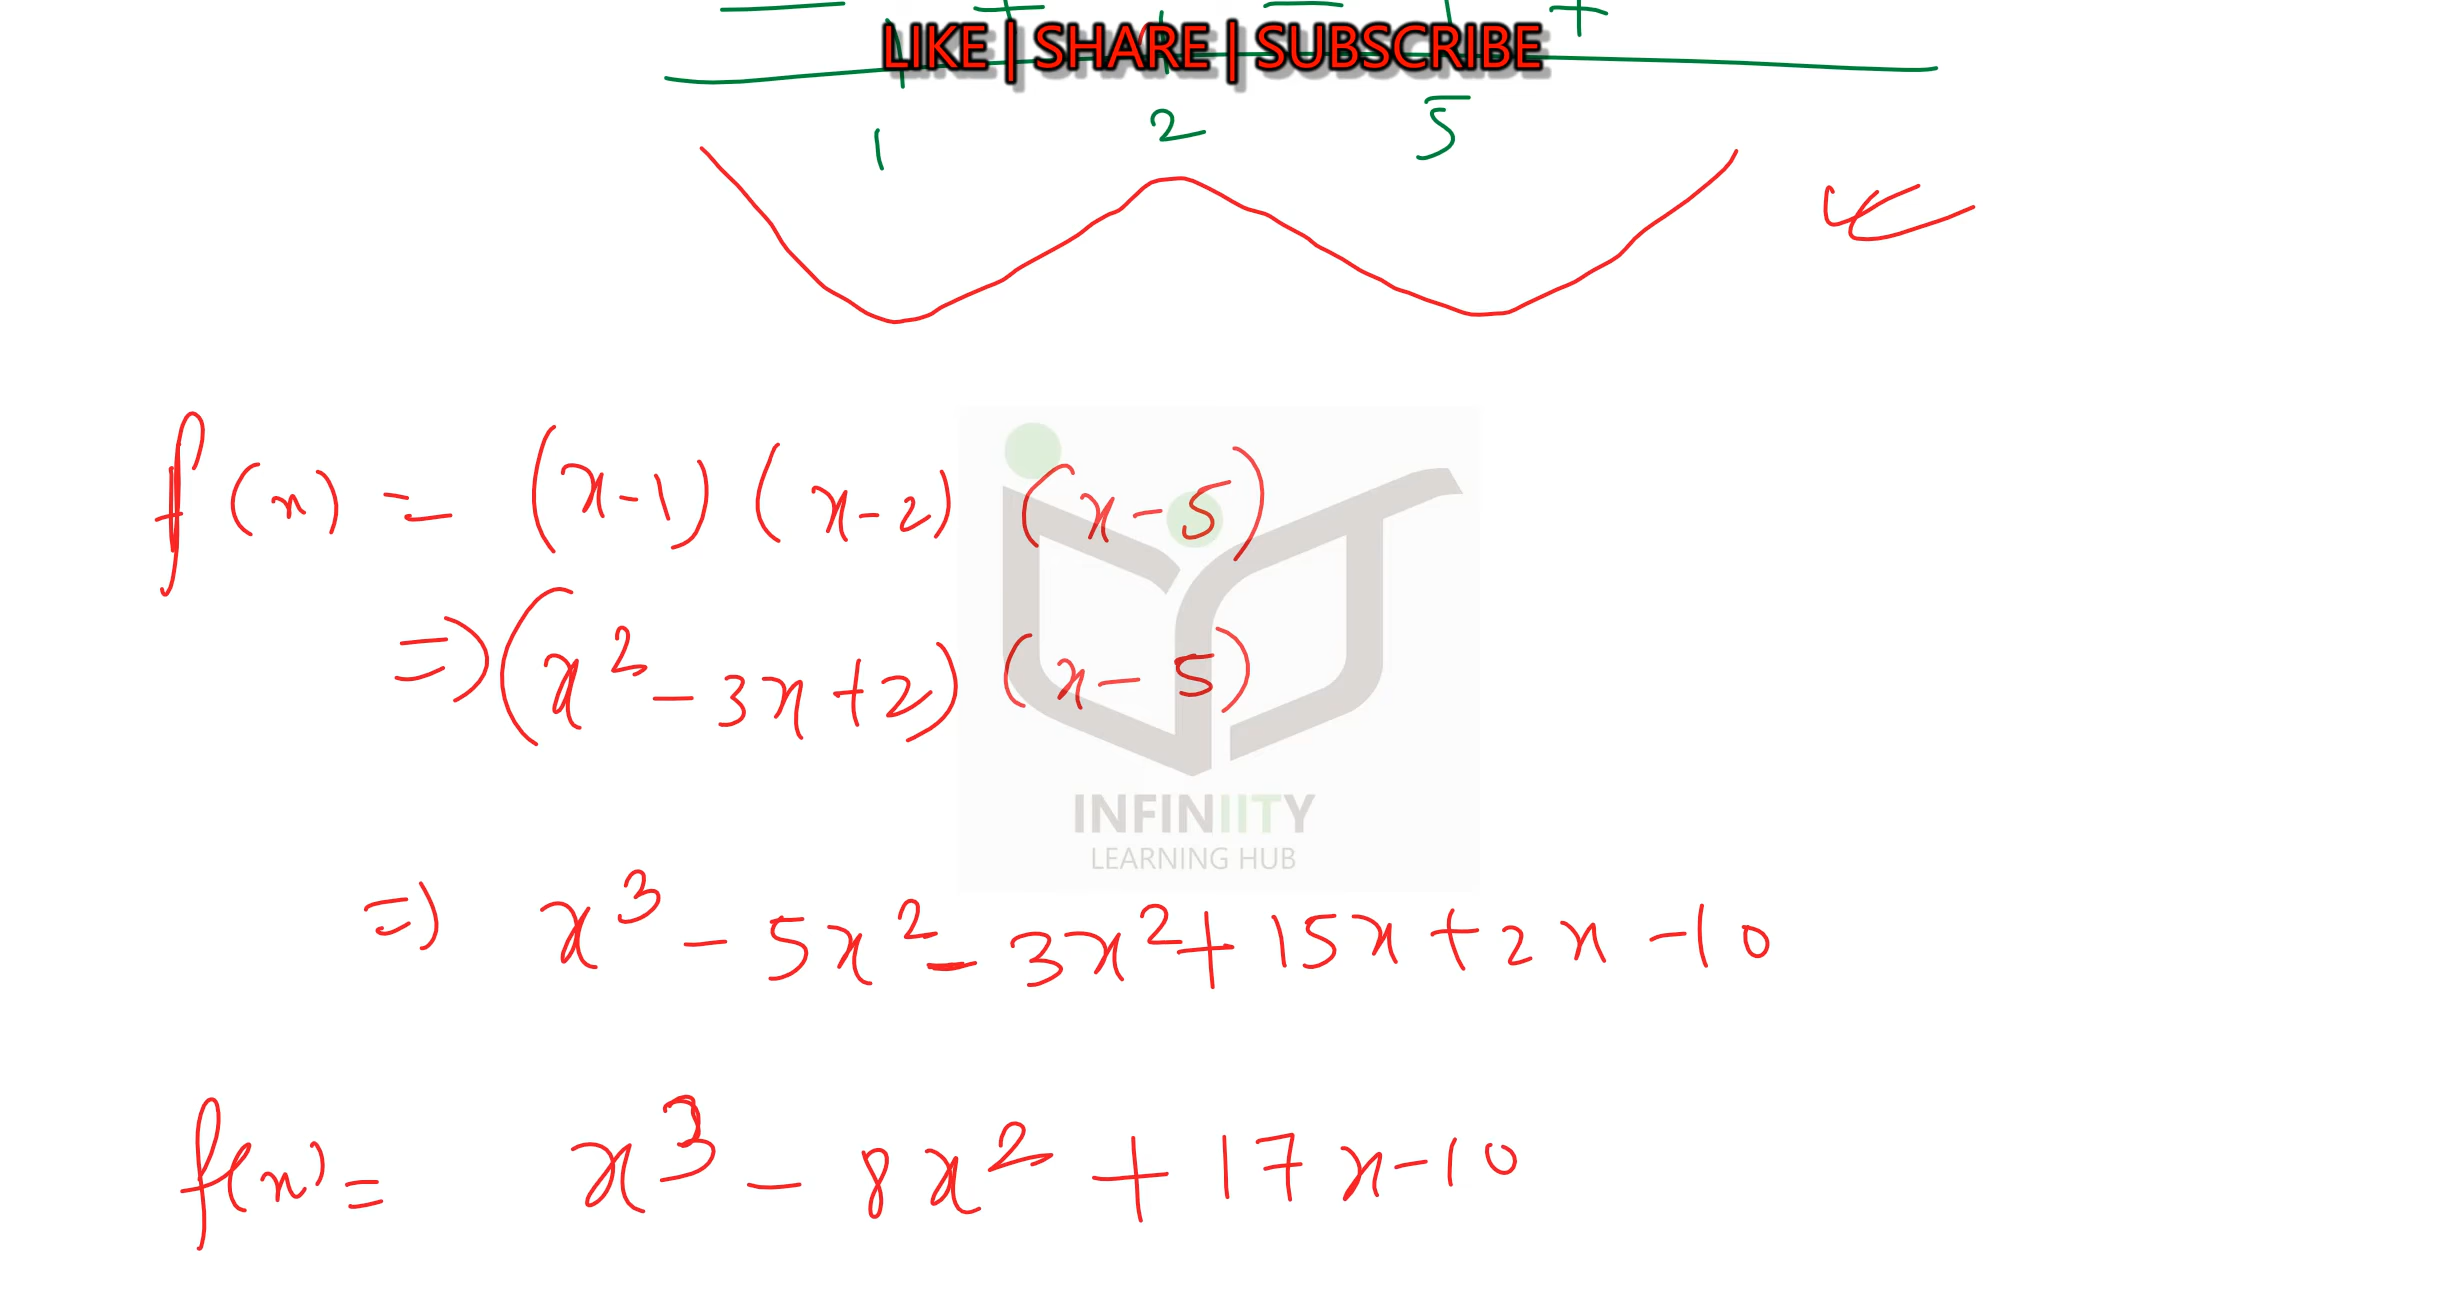 — + — +
LIKE | SHARE | SUBSCRIBE
1 2 5
f(x) = (x-1) (x-2) (x-5)
⇒ (x² - 3x + 2) (x-5)
INFINIITY
LEARNING HUB
⇒ x³ - 5x² - 3x² + 15x + 2x - 10
f(x) = x³ - 8x² + 17x - 10